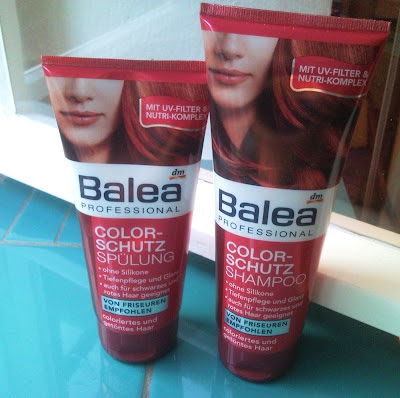 MIT UV-FILTER &
NUTRI-KOMPLEX
dm
Balea
PROFESSIONAL
COLOR-
SCHUTZ
SPÜLUNG
• ohne Silikone
• Tiefenpflege und Glanz
• auch für schwarzes und
rotes Haar geeignet
VON FRISEUREN
EMPFOHLEN
coloriertes und
getöntes Haar
MIT UV-FILTER &
NUTRI-KOMPLEX
dm
Balea
PROFESSIONAL
COLOR-
SCHUTZ
SHAMPOO
• ohne Silikone
• Tiefenpflege und Glanz
• auch für schwarzes und
rotes Haar geeignet
VON FRISEUREN
EMPFOHLEN
coloriertes und
getöntes Haar